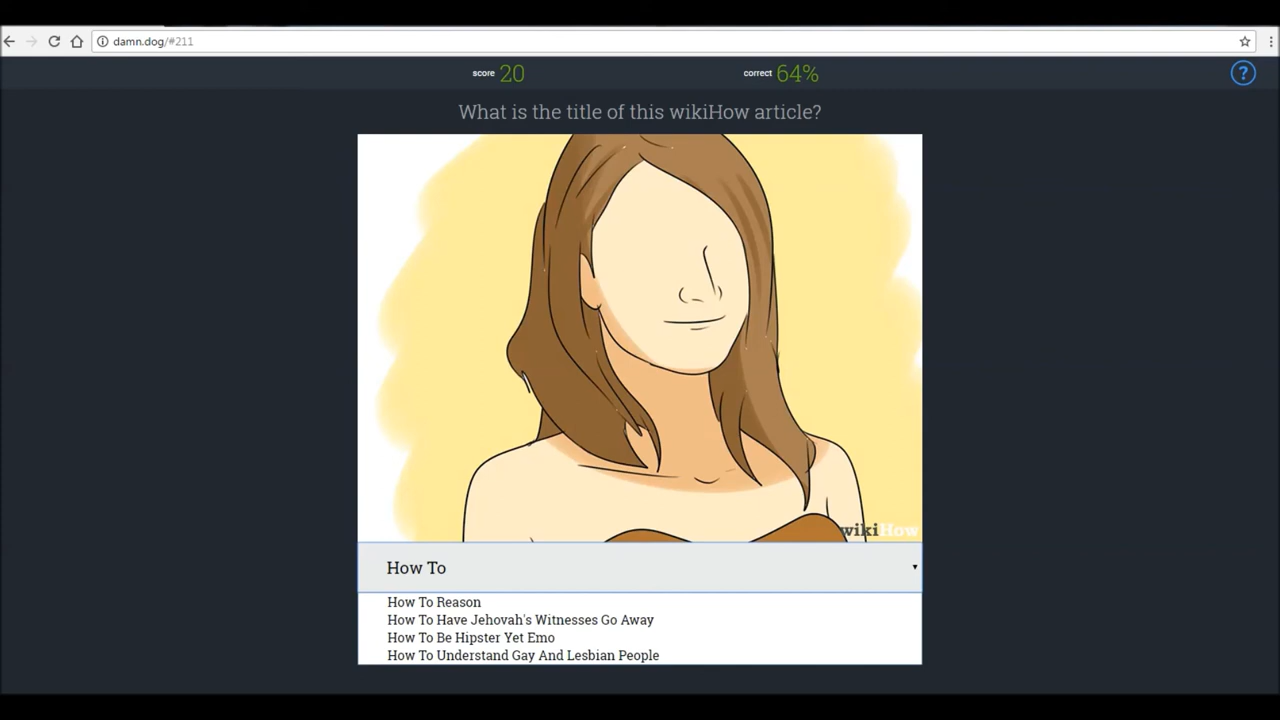 damn.dog/#211
score 20
correct 64%
?
What is the title of this wikiHow article?
wikiHow
How To
How To Reason
How To Have Jehovah's Witnesses Go Away
How To Be Hipster Yet Emo
How To Understand Gay And Lesbian People